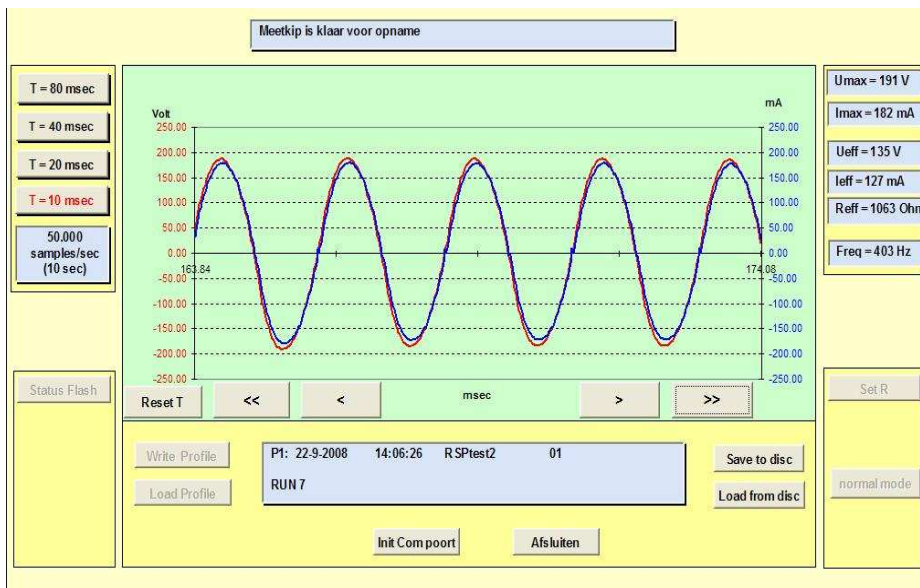 Meetkip is klaar voor opname
T = 80 msec
T = 40 msec
T = 20 msec
T = 10 msec
50.000
samples/sec
(10 sec)
Status Flash
Volt
250.00
200.00
150.00
100.00
50.00
0.00
-50.00
-100.00
-150.00
-200.00
-250.00
163.84
174.08
mA
250.00
200.00
150.00
100.00
50.00
0.00
-50.00
-100.00
-150.00
-200.00
-250.00
Reset T
<<
<
msec
>
>>
Umax = 191 V
Imax = 182 mA
Ueff = 135 V
Ieff = 127 mA
Reff = 1063 Ohm
Freq = 403 Hz
Set R
normal mode
Write Profile
Load Profile
P1: 22-9-2008 14:06:26 RSPtest2 01
RUN 7
Save to disc
Load from disc
Init Com poort
Afsluiten